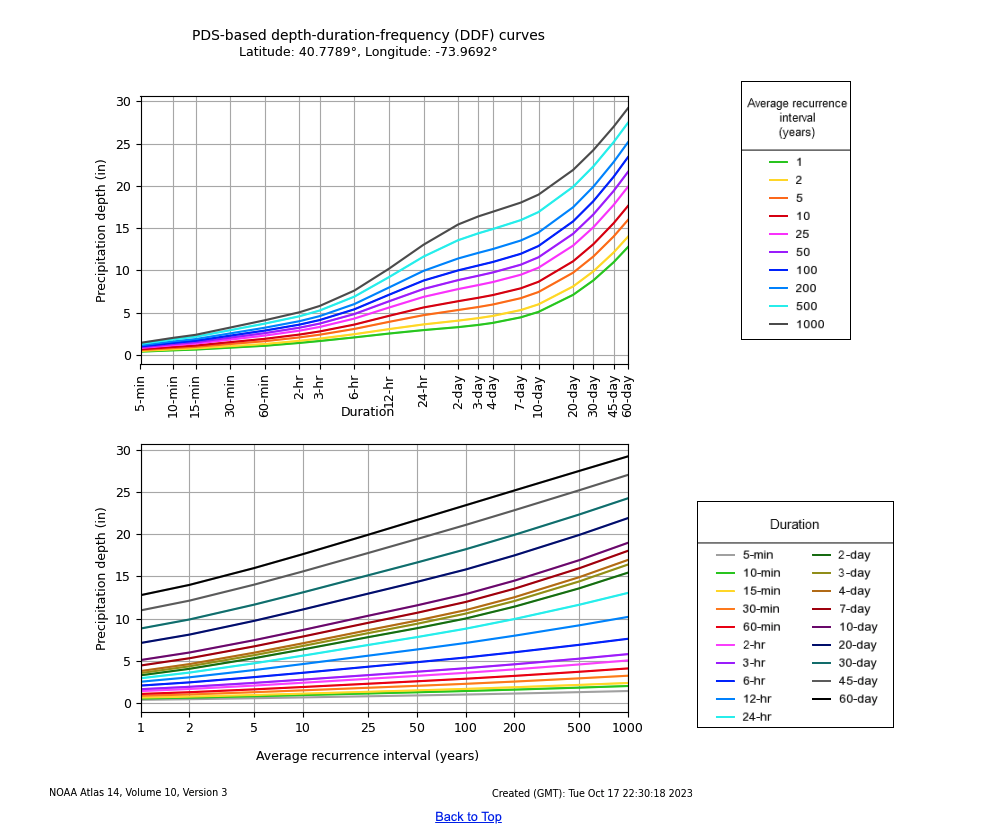 PDS-based depth-duration-frequency (DDF) curves
Latitude: 40.7789°, Longitude: -73.9692°
Precipitation depth (in)
30
25
20
15
10
5
0
5-min
10-min
15-min
30-min
60-min
2-hr
3-hr
6-hr
12-hr
24-hr
2-day
3-day
4-day
7-day
10-day
20-day
30-day
45-day
60-day
Duration
Average recurrence
interval
(years)
1
2
5
10
25
50
100
200
500
1000
Precipitation depth (in)
30
25
20
15
10
5
0
1 2 5 10 25 50 100 200 500 1000
Average recurrence interval (years)
Duration
5-min 2-day
10-min 3-day
15-min 4-day
30-min 7-day
60-min 10-day
2-hr 20-day
3-hr 30-day
6-hr 45-day
12-hr 60-day
24-hr
NOAA Atlas 14, Volume 10, Version 3
Created (GMT): Tue Oct 17 22:30:18 2023
Back to Top